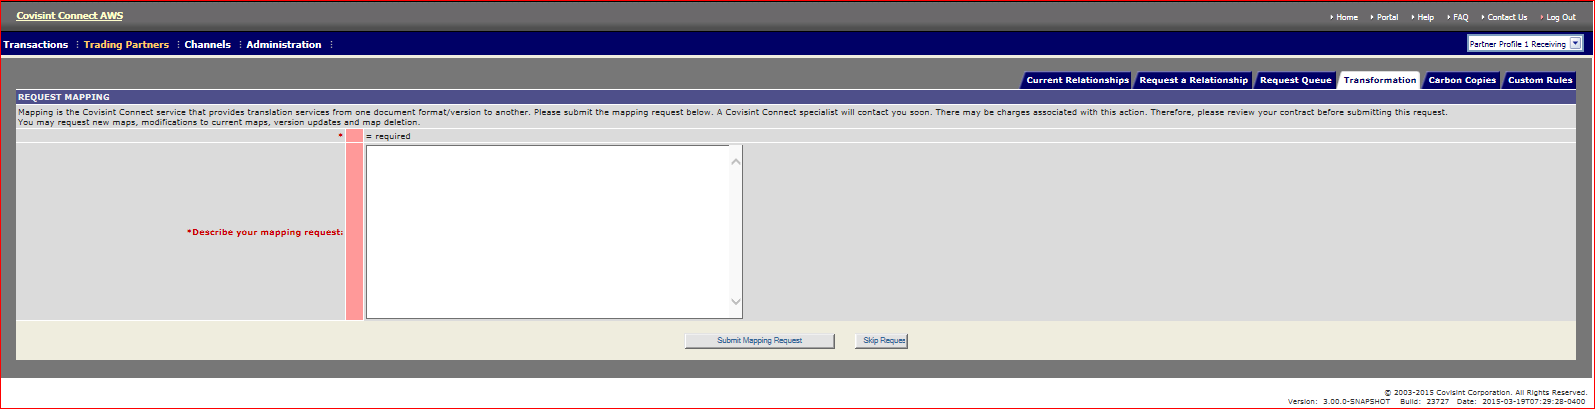 Covisint Connect AWS
Home Portal Help FAQ Contact Us Log Out
Transactions Trading Partners Channels Administration
Partner Profile 1 Receiving
Current Relationships Request a Relationship Request Queue Transformation Carbon Copies Custom Rules
REQUEST MAPPING
Mapping is the Covisint Connect service that provides translation services from one document format/version to another. Please submit the mapping request below. A Covisint Connect specialist will contact you soon. There may be charges associated with this action. Therefore, please review your contract before submitting this request.
You may request new maps, modifications to current maps, version updates and map deletion.
* = required
*Describe your mapping request:
Submit Mapping Request Skip Reques
© 2003-2015 Covisint Corporation. All Rights Reserved.
Version: 3.00.0-SNAPSHOT Build: 23727 Date: 2015-03-19T07:29:28-0400